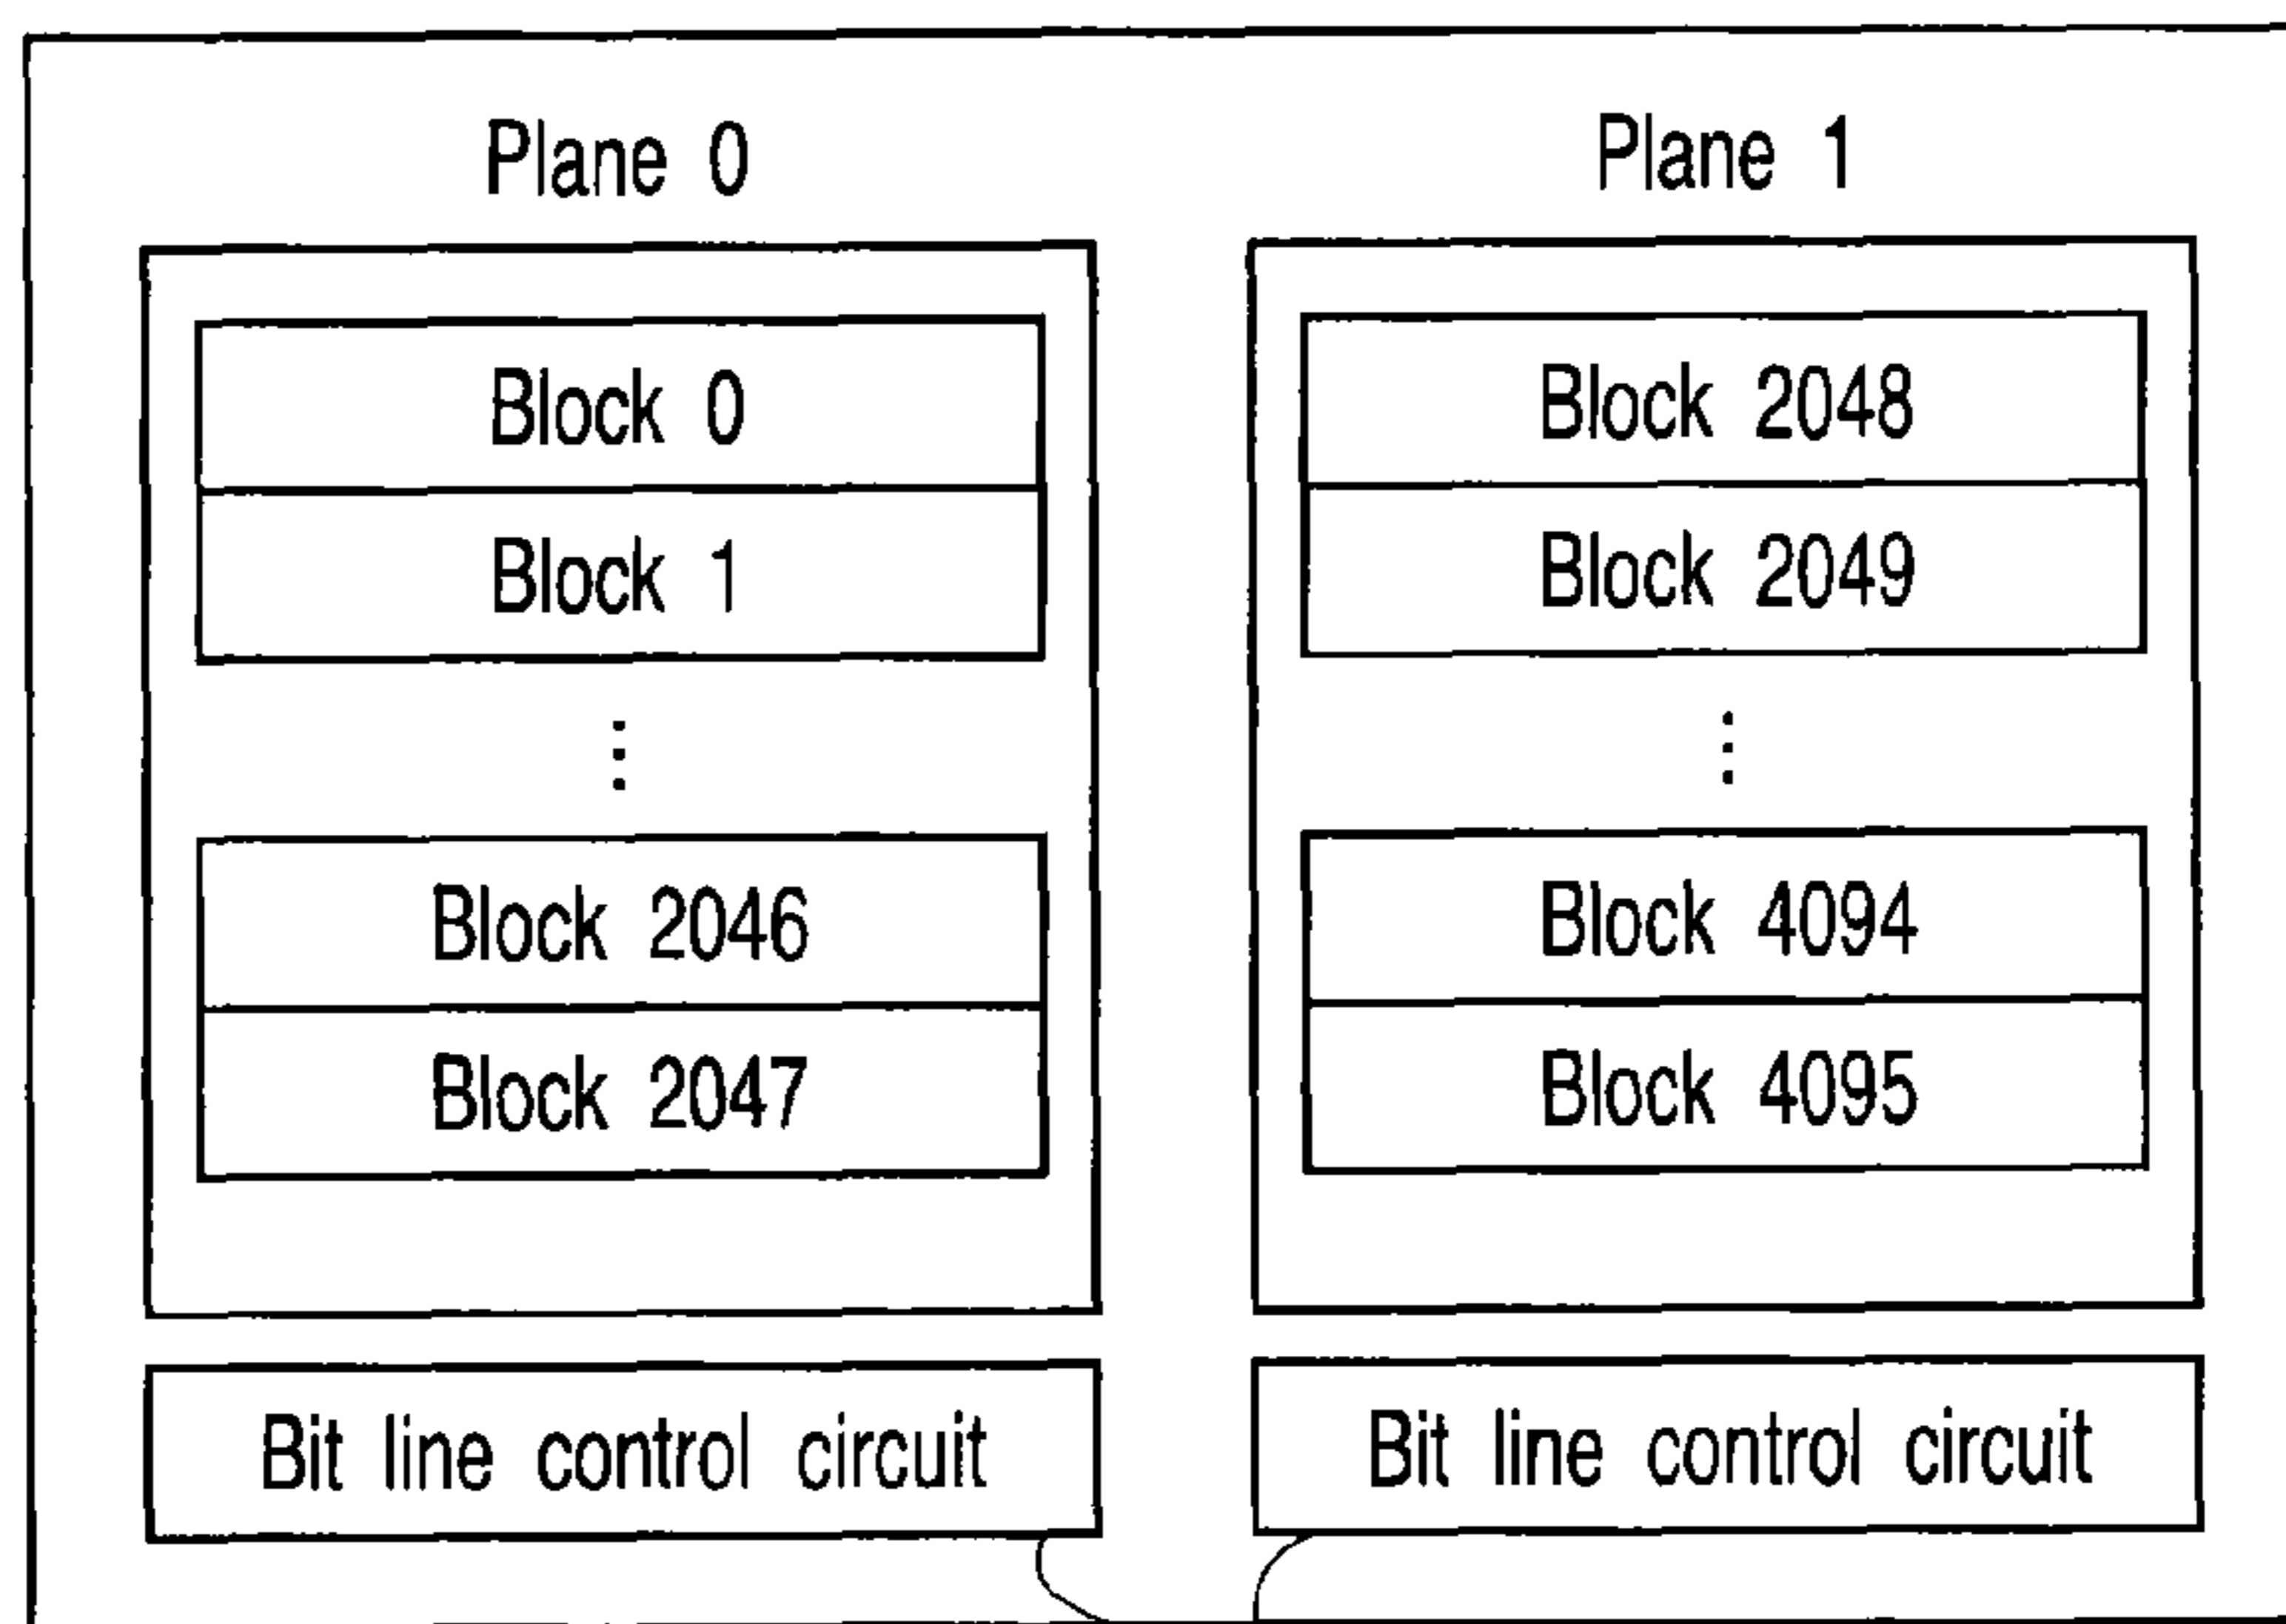 Plane 0
Block 0
Block 1
Block 2046
Block 2047
Bit line control circuit
Plane 1
Block 2048
Block 2049
Block 4094
Block 4095
Bit line control circuit